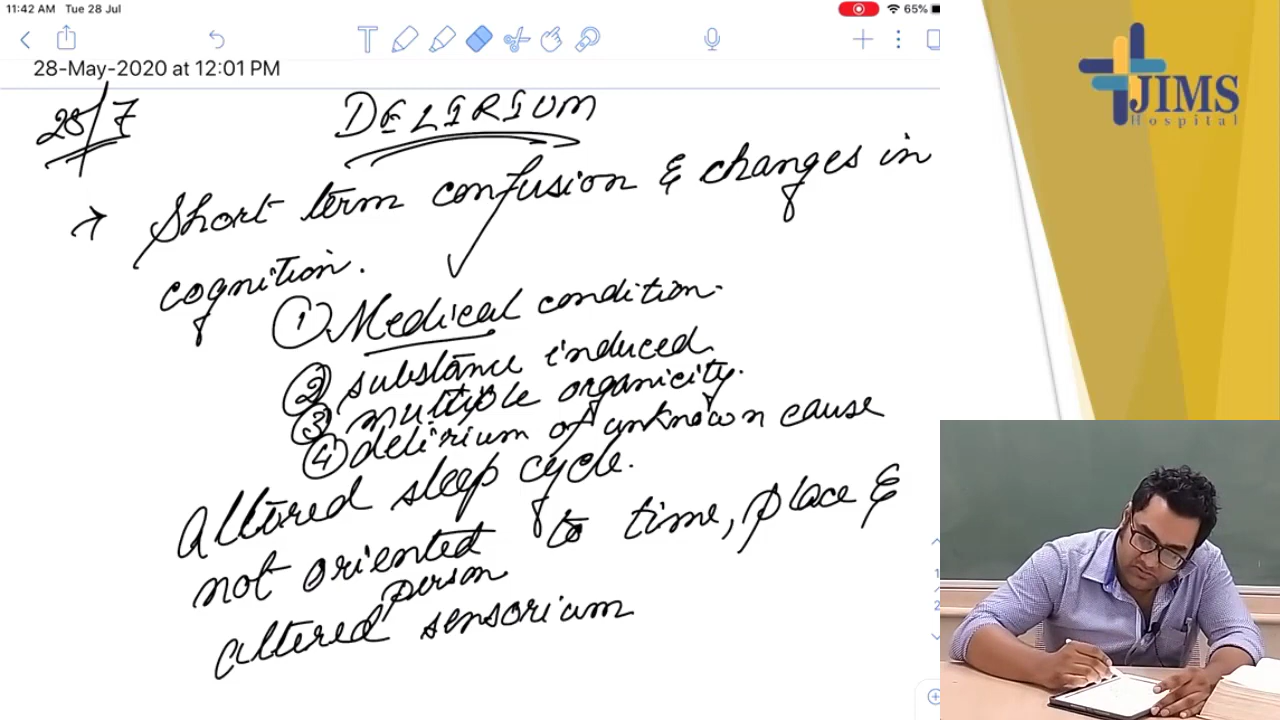 11:42 AM Tue 28 Jul
65%
28-May-2020 at 12:01 PM
28/7
DELIRIUM
→ Short term confusion & changes in
cognition.
① Medical condition.
② substance induced
③ multiple organicity.
④ delirium of unknown cause
Altered sleep cycle.
not oriented to time, place &
person
altered sensorium
JIMS
Hospital